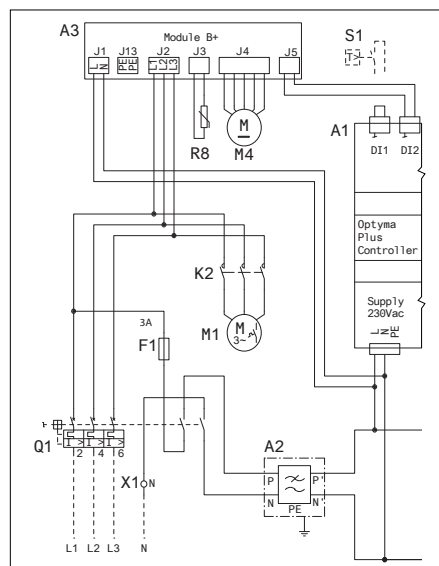 A3
Module B+
J1 J13 J2 J3 J4 J5
L N
PE PE
L1 L2 L3
S1
A1
R8
M
M4
DI1 DI2
Optyma
Plus
Controller
K2
Supply
230Vac
L N PE
M1
M
3~
3A
F1
Q1
I> I> I>
2 4 6
X1 N
A2
P P'
N N'
PE
L1 L2 L3 N